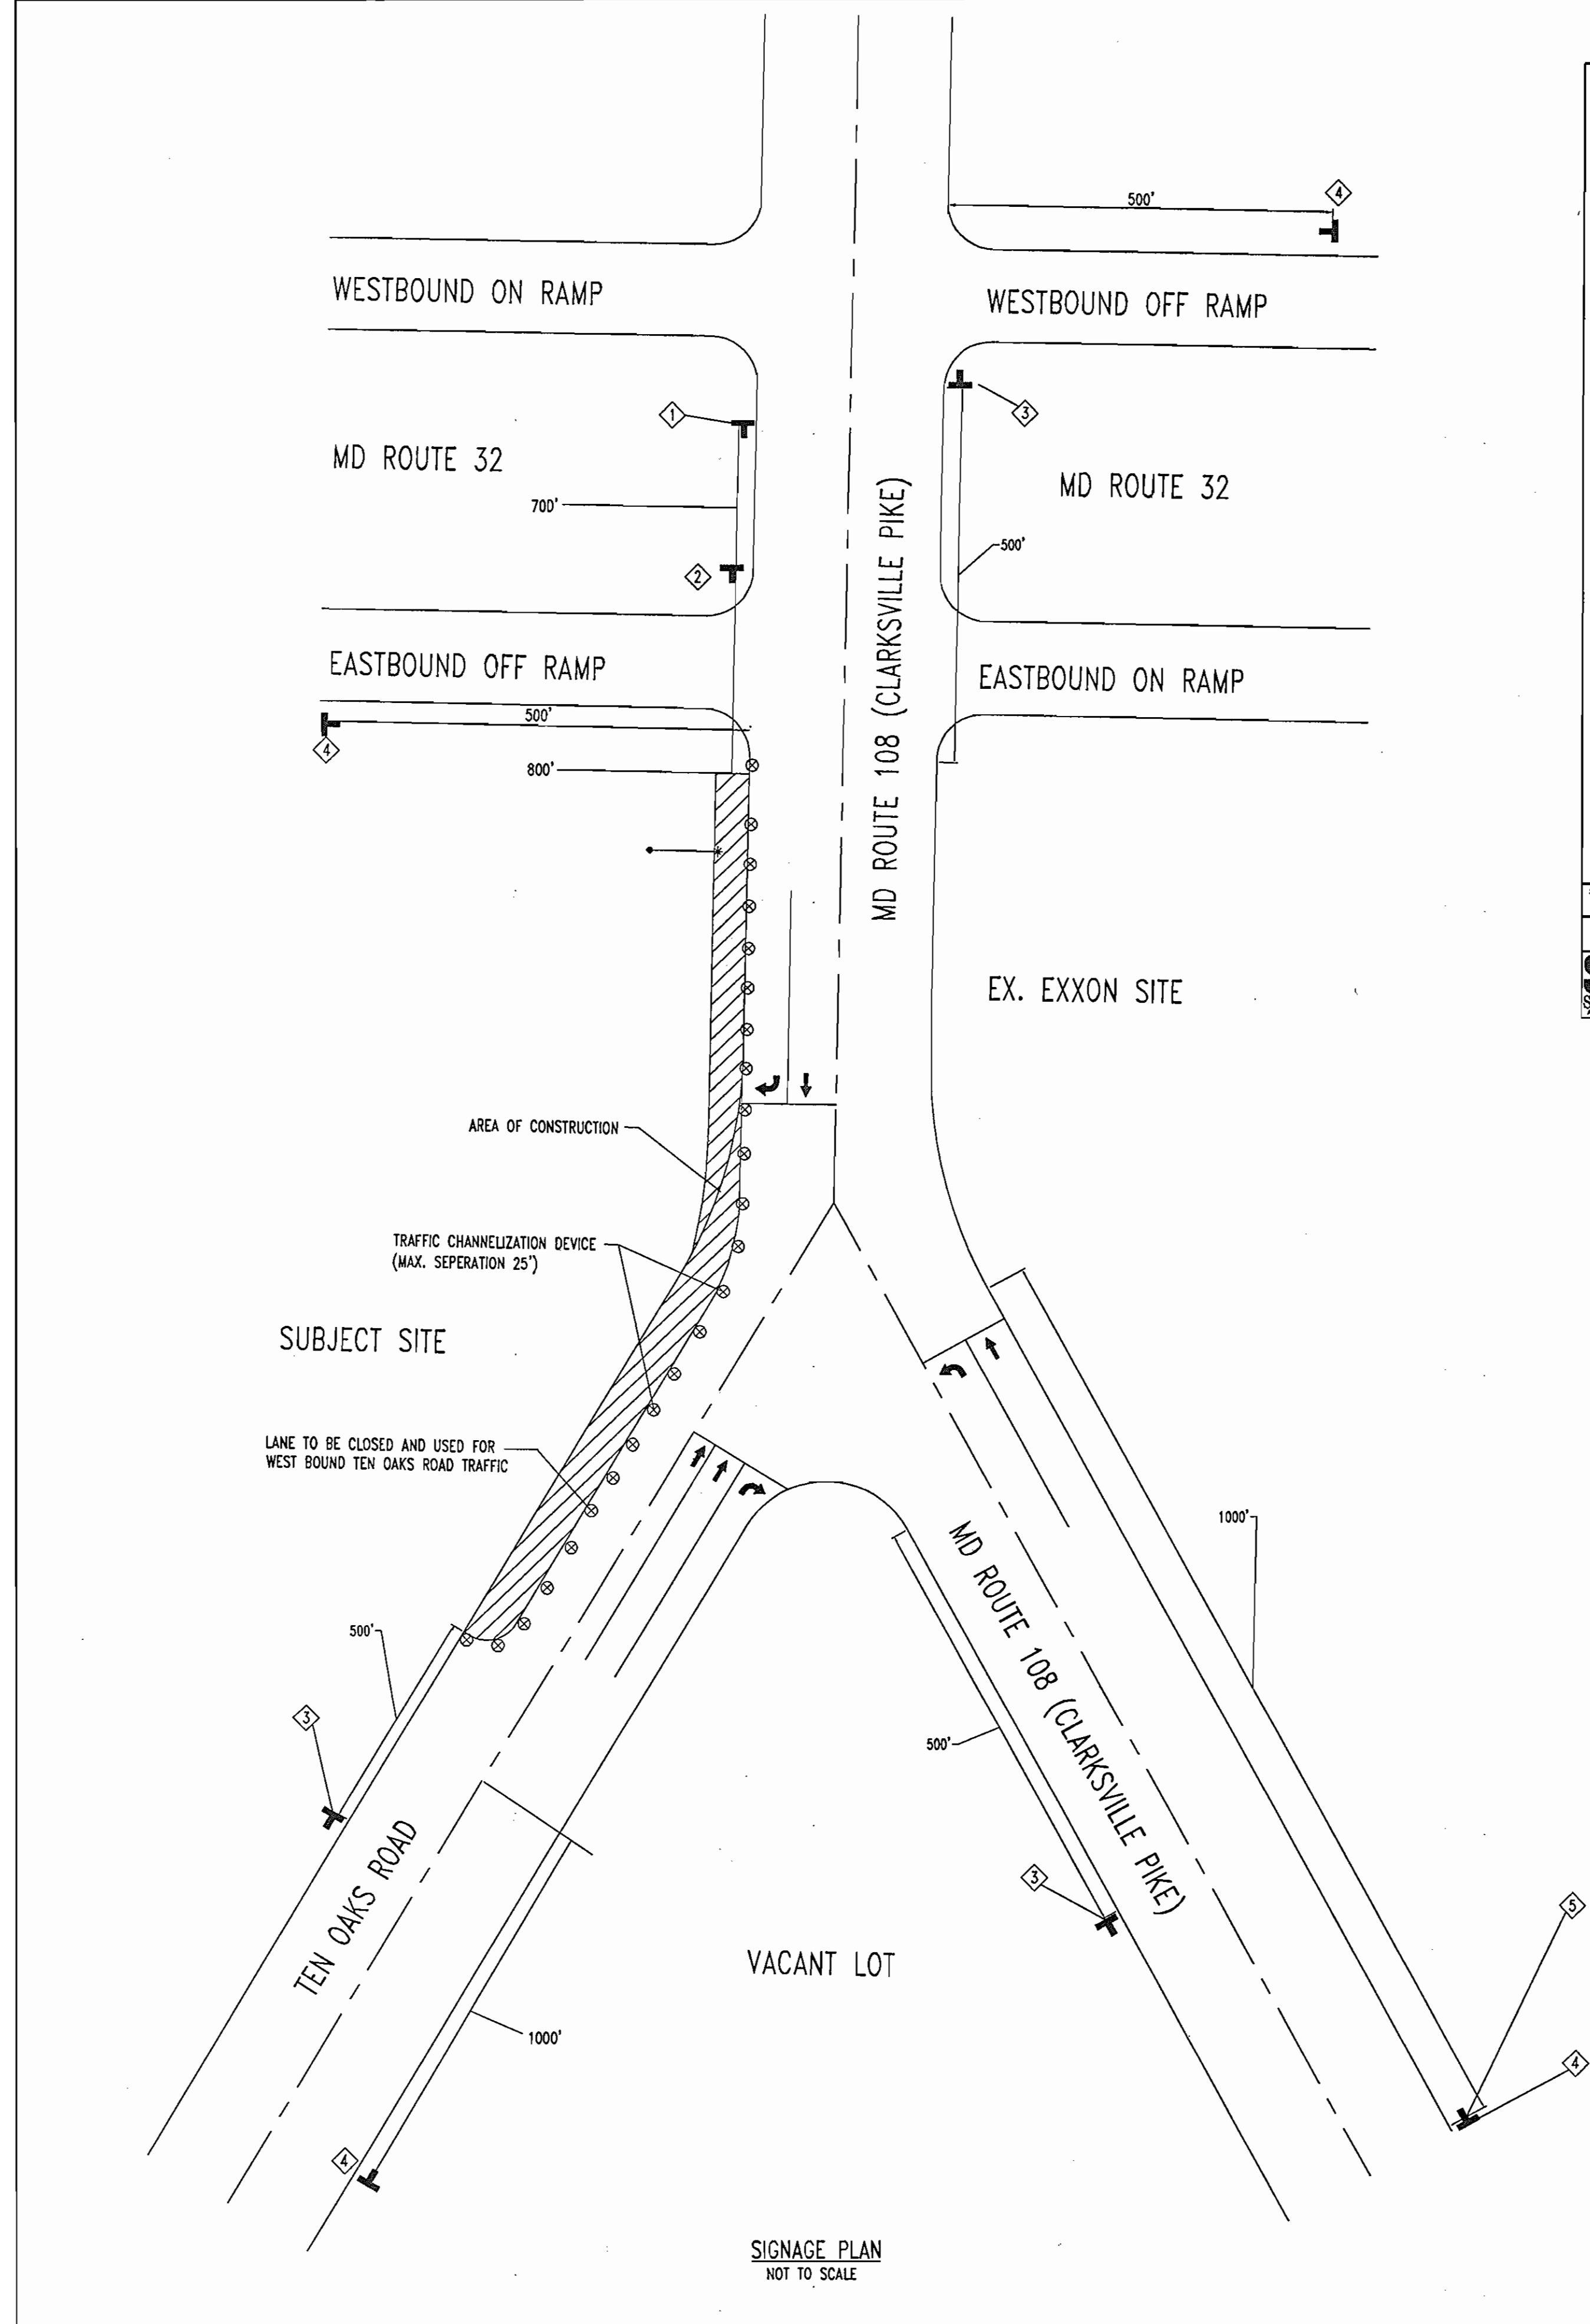 500'
4
WESTBOUND ON RAMP
WESTBOUND OFF RAMP
1
3
MD ROUTE 32
MD ROUTE 32
700'
500'
2
MD ROUTE 108 (CLARKSVILLE PIKE)
EASTBOUND OFF RAMP
EASTBOUND ON RAMP
500'
4
800'
EX. EXXON SITE
AREA OF CONSTRUCTION
TRAFFIC CHANNELIZATION DEVICE
(MAX. SEPERATION 25')
SUBJECT SITE
LANE TO BE CLOSED AND USED FOR
WEST BOUND TEN OAKS ROAD TRAFFIC
1000'
500'
MD ROUTE 108 (CLARKSVILLE PIKE)
3
500'
TEN OAKS ROAD
3
5
VACANT LOT
1000'
4
4
SIGNAGE PLAN
NOT TO SCALE